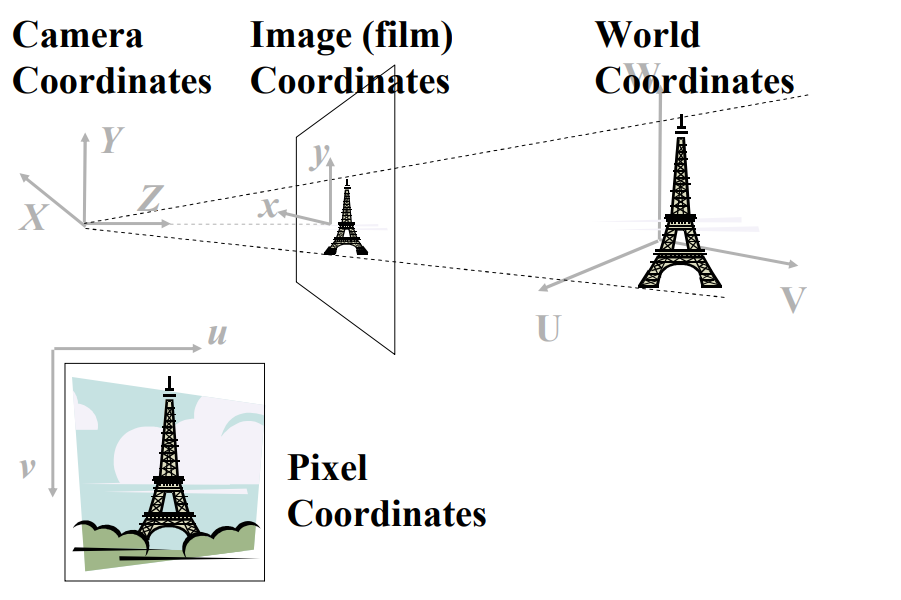 Camera
Coordinates
Image (film)
Coordinates
World
Coordinates
W
Y
X
Z
y
x
U
V
u
v
Pixel
Coordinates